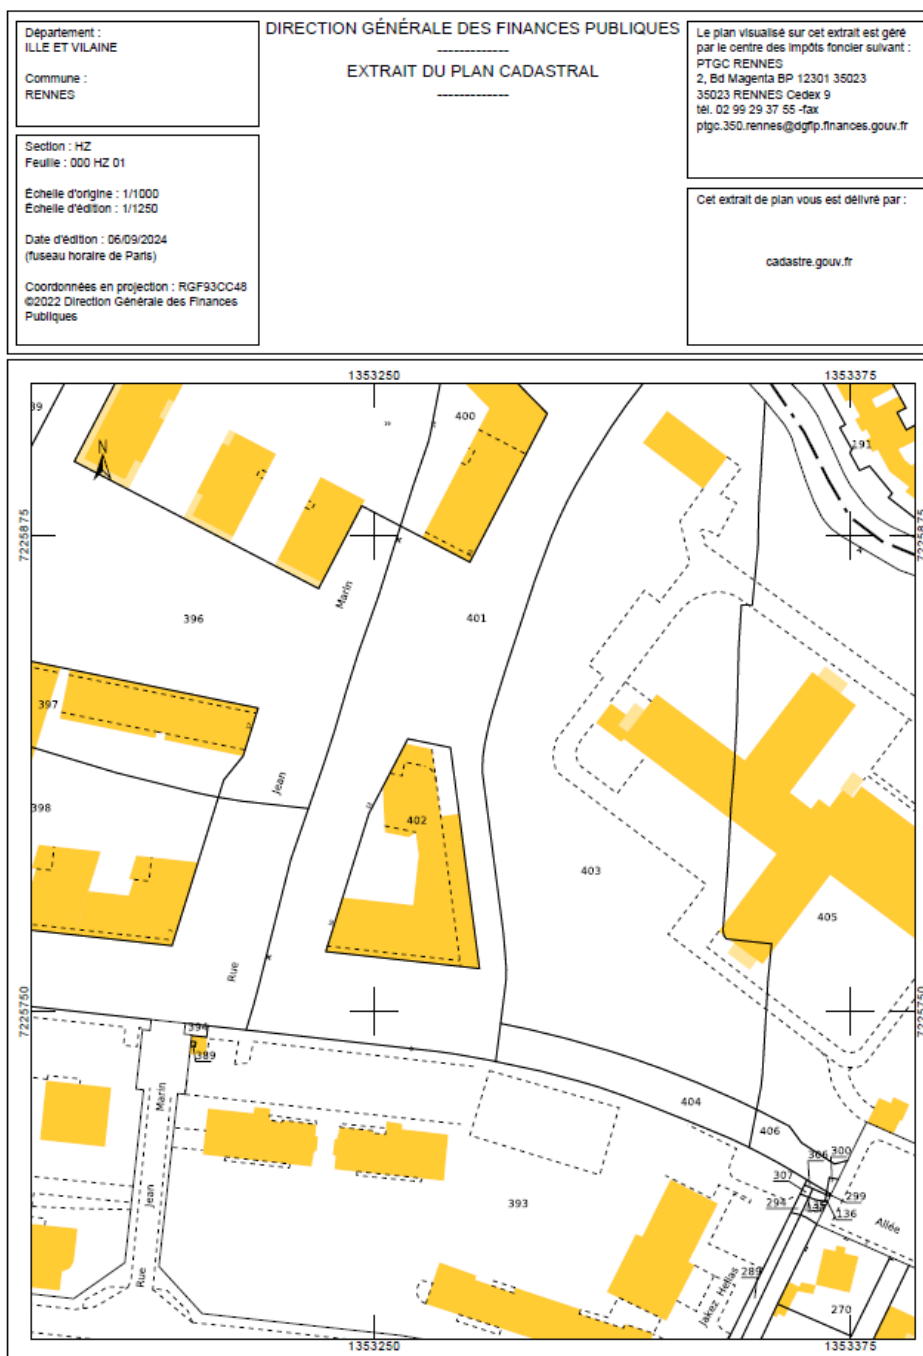 Département :
ILLE ET VILAINE
Commune :
RENNES
Section : HZ
Feuille : 000 HZ 01
Échelle d'origine : 1/1000
Échelle d'édition : 1/1250
Date d'édition : 06/09/2024
(fuseau horaire de Paris)
Coordonnées en projection : RGF93CC48
©2022 Direction Générale des Finances
Publiques
DIRECTION GÉNÉRALE DES FINANCES PUBLIQUES
-------------
EXTRAIT DU PLAN CADASTRAL
-------------
Le plan visualisé sur cet extrait est géré
par le centre des impôts foncier suivant :
PTGC RENNES
2, Bd Magenta BP 12301 35023
35023 RENNES Cedex 9
tél. 02 99 29 37 55 -fax
ptgc.350.rennes@dgfip.finances.gouv.fr
Cet extrait de plan vous est délivré par :
cadastre.gouv.fr
1353250
1353375
39
400
191
N
7225875
7225875
Marin
396
401
397
Jean
398
402
403
405
Rue
7225750
7225750
394
389
Marin
404
406
306
300
307
294
299
135
136
Jean
393
Allée
289
Jakez Hélias
Rue
270
1353250
1353375